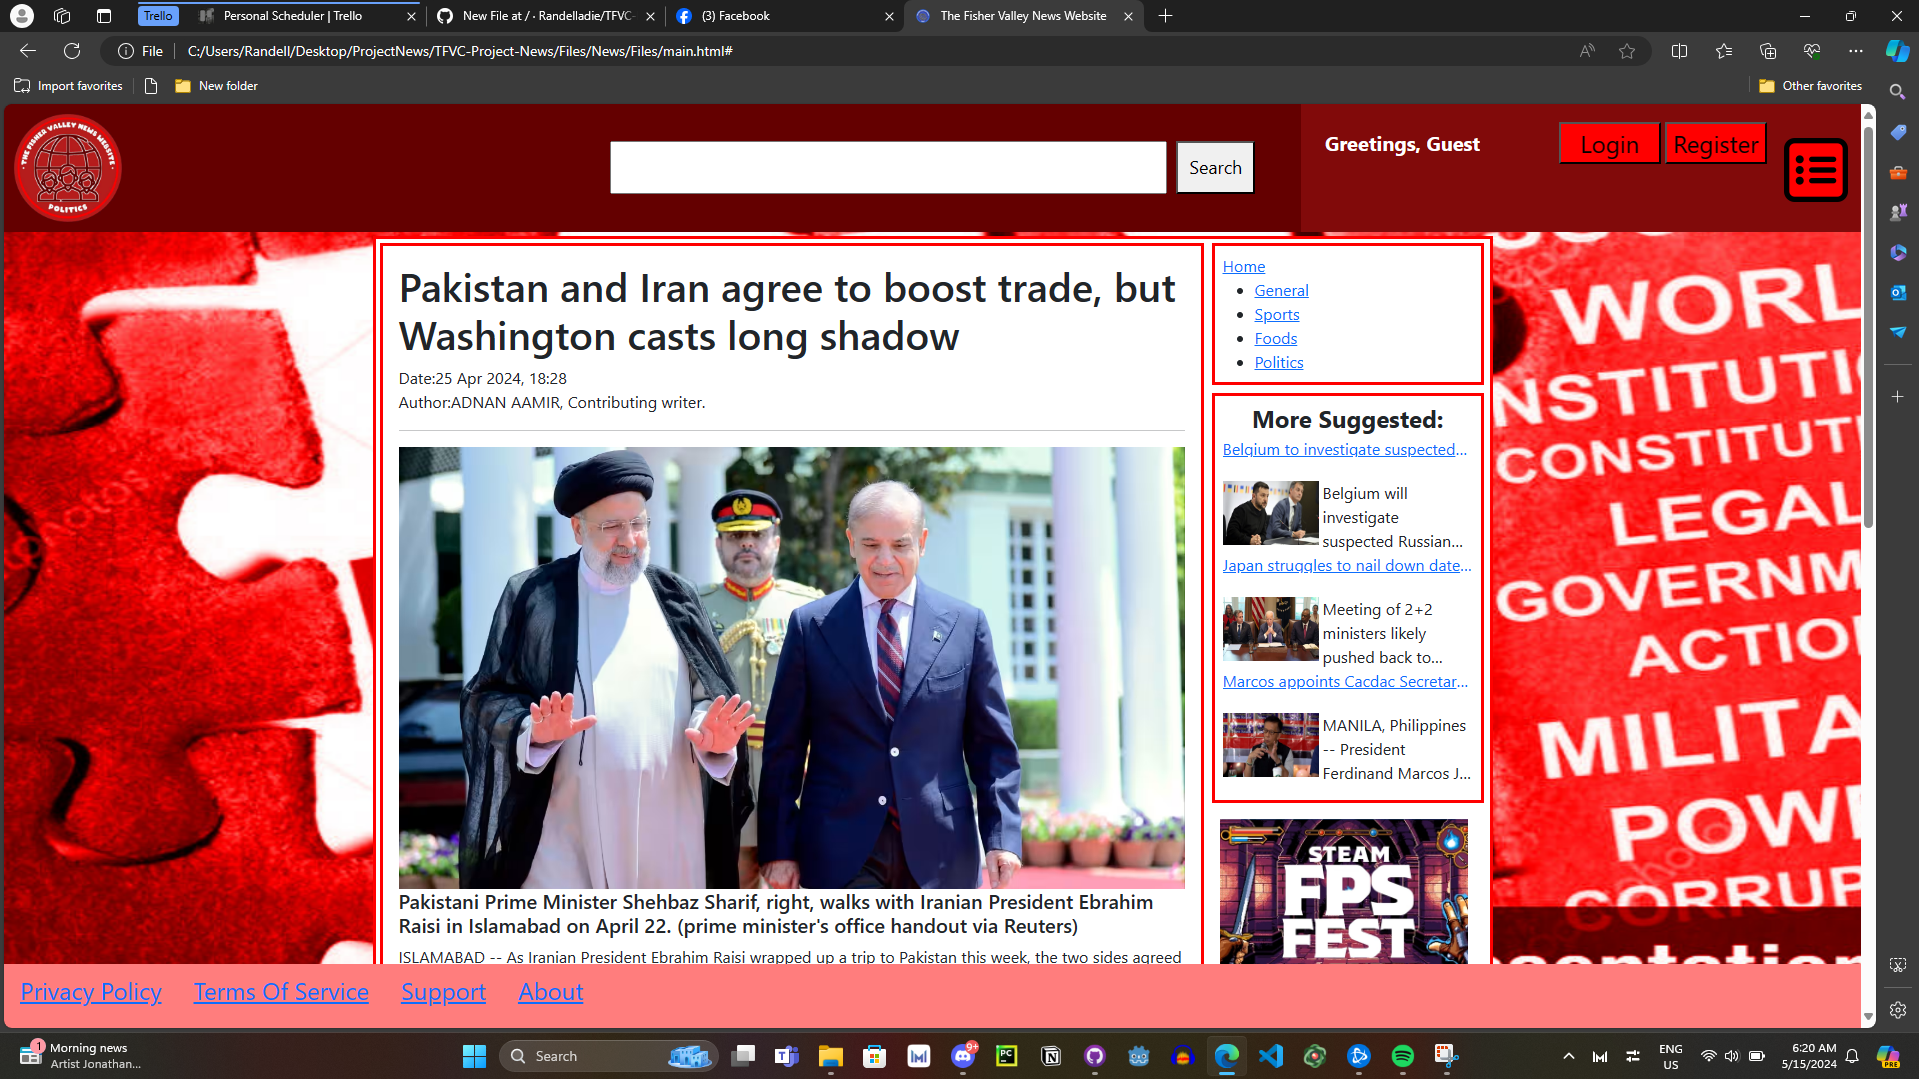 Trello
Personal Scheduler | Trello
New File at / · Randelladie/TFVC-
(3) Facebook
The Fisher Valley News Website
File
C:/Users/Randell/Desktop/ProjectNews/TFVC-Project-News/Files/News/Files/main.html#
Import favorites
New folder
Other favorites
THE FISHER VALLEY NEWS WEBSITE
POLITICS
Search
Greetings, Guest
Login
Register
Pakistan and Iran agree to boost trade, but
Washington casts long shadow
Date:25 Apr 2024, 18:28
Author:ADNAN AAMIR, Contributing writer.
Pakistani Prime Minister Shehbaz Sharif, right, walks with Iranian President Ebrahim
Raisi in Islamabad on April 22. (prime minister's office handout via Reuters)
ISLAMABAD -- As Iranian President Ebrahim Raisi wrapped up a trip to Pakistan this week, the two sides agreed
Home
General
Sports
Foods
Politics
More Suggested:
Belgium to investigate suspected...
Belgium will
investigate
suspected Russian...
Japan struggles to nail down date...
Meeting of 2+2
ministers likely
pushed back to...
Marcos appoints Cacdac Secretar...
MANILA, Philippines
-- President
Ferdinand Marcos J...
STEAM
FPS
FEST
WORL
NSTITUTI
CONSTITUT
LEGAL
GOVERNM
ACTIO
MILITA
POWE
CORRUP
sentation
Privacy Policy
Terms Of Service
Support
About
1
Morning news
Artist Jonathan...
Search
9+
PC
ENG
US
6:20 AM
5/15/2024
PRE